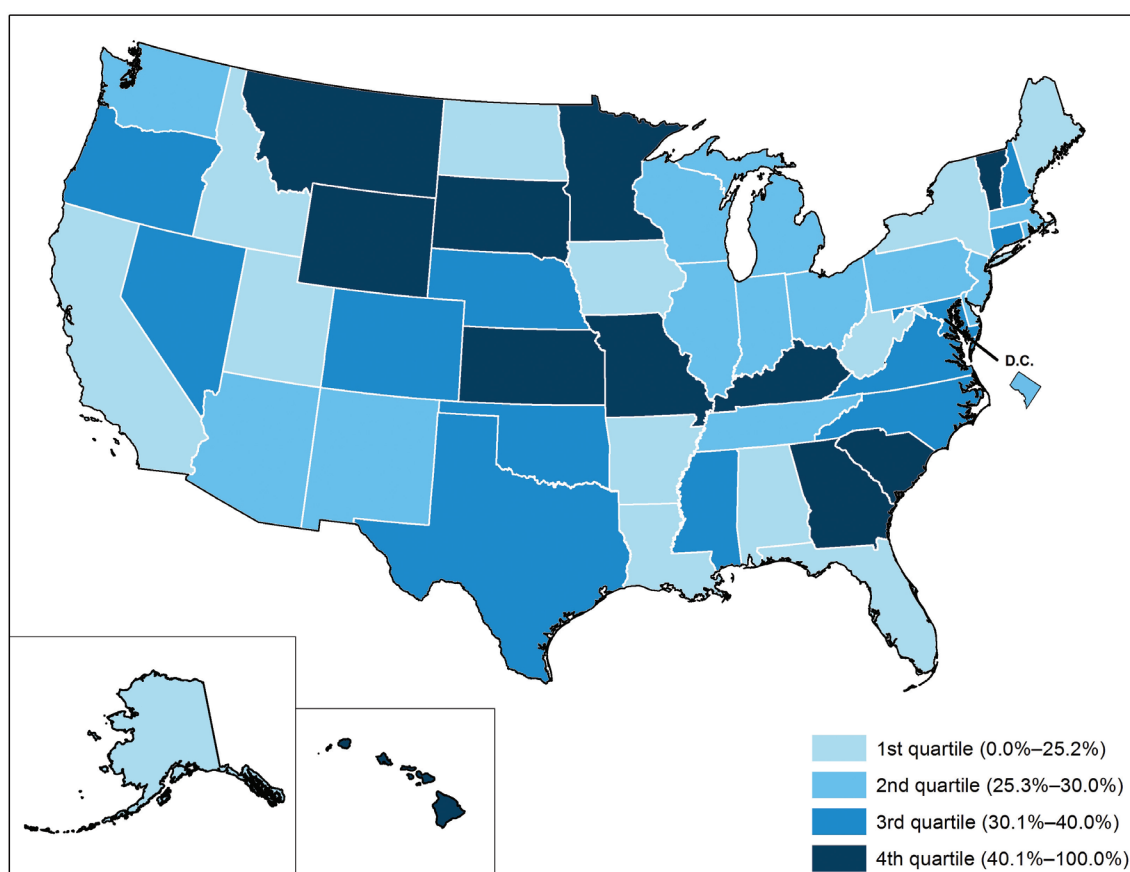 D.C.
1st quartile (0.0%–25.2%)
2nd quartile (25.3%–30.0%)
3rd quartile (30.1%–40.0%)
4th quartile (40.1%–100.0%)